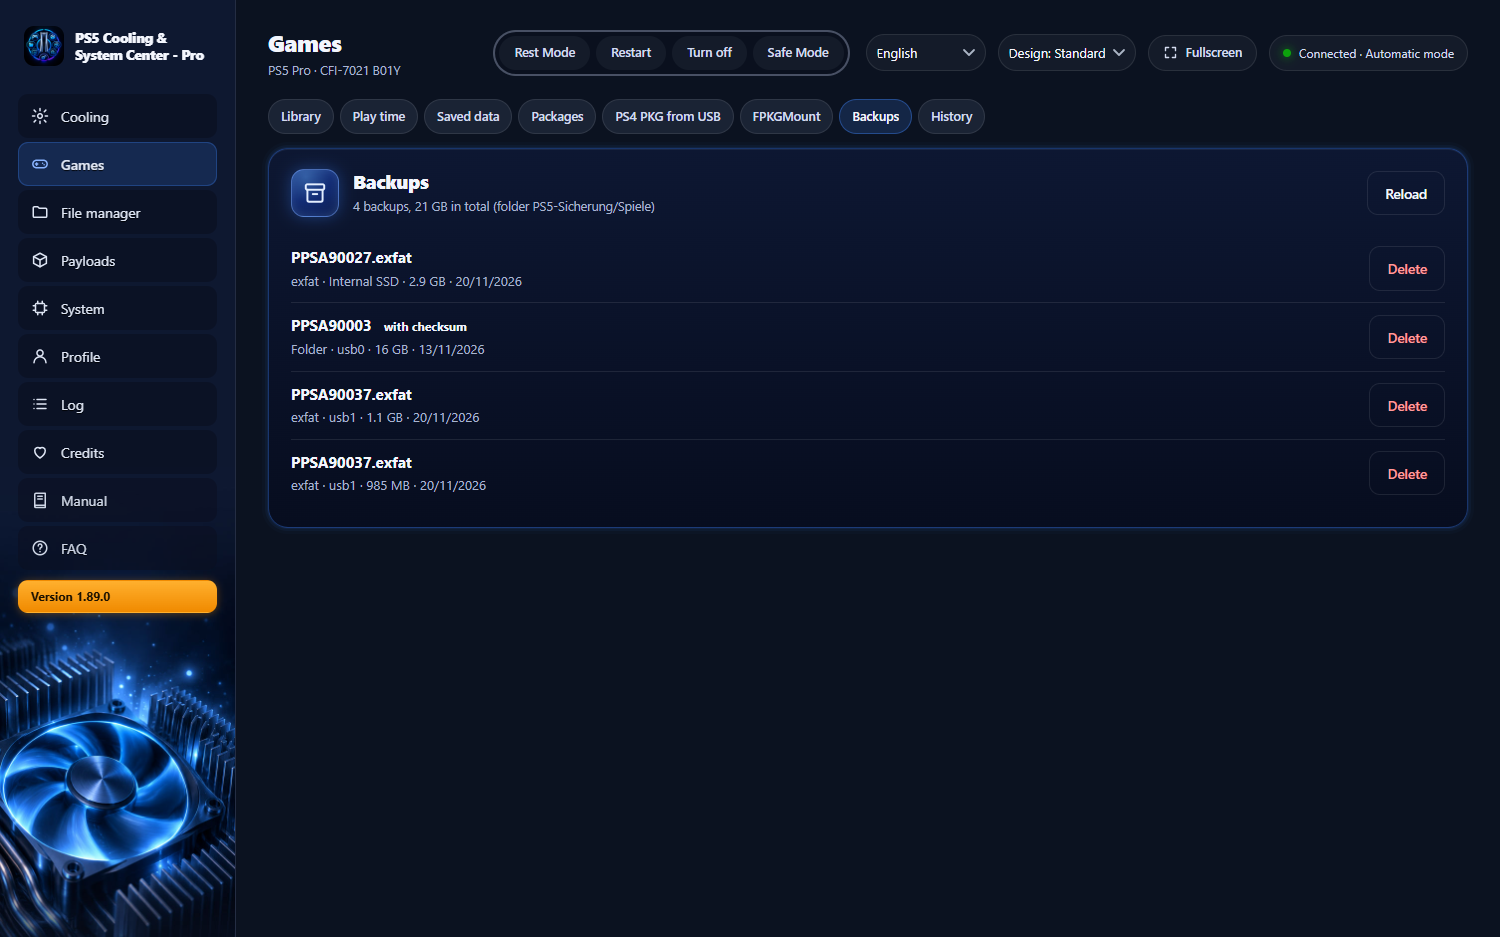 PS5 Cooling &
System Center - Pro
Cooling
Games
File manager
Payloads
System
Profile
Log
Credits
Manual
FAQ
Version 1.89.0
Games
PS5 Pro · CFI-7021 B01Y
Rest Mode
Restart
Turn off
Safe Mode
English
Design: Standard
Fullscreen
Connected · Automatic mode
Library
Play time
Saved data
Packages
PS4 PKG from USB
FPKGMount
Backups
History
Backups
4 backups, 21 GB in total (folder PS5-Sicherung/Spiele)
Reload
PPSA90027.exfat
exfat · Internal SSD · 2.9 GB · 20/11/2026
Delete
PPSA90003 with checksum
Folder · usb0 · 16 GB · 13/11/2026
Delete
PPSA90037.exfat
exfat · usb1 · 1.1 GB · 20/11/2026
Delete
PPSA90037.exfat
exfat · usb1 · 985 MB · 20/11/2026
Delete